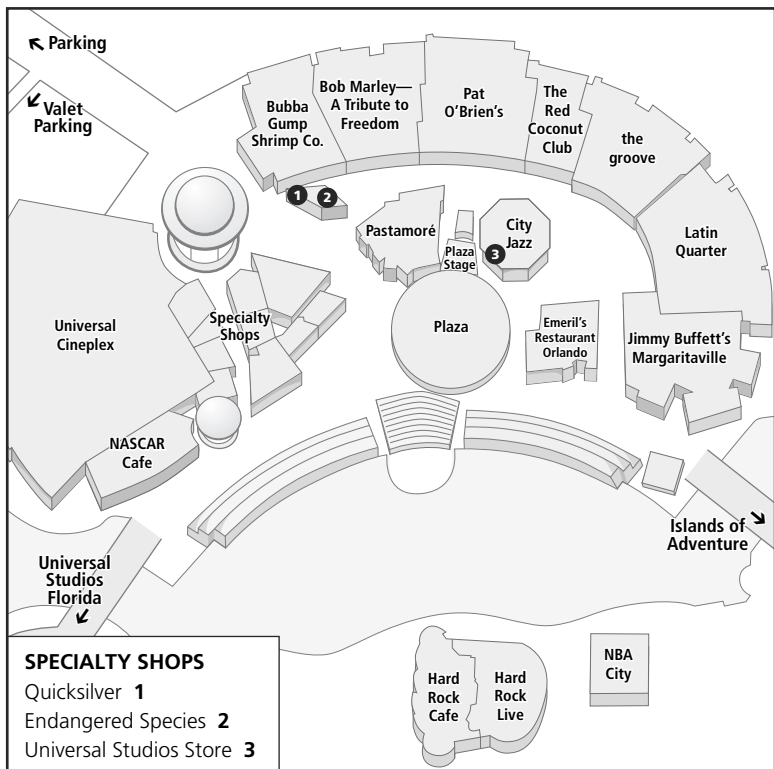 Parking
Valet
Parking
Bubba
Gump
Shrimp Co.
Bob Marley—
A Tribute to
Freedom
Pat
O’Brien’s
The
Red
Coconut
Club
the
groove
Latin
Quarter
1
2
Pastamoré
Plaza
Stage
3
City
Jazz
Universal
Cineplex
Specialty
Shops
Plaza
Emeril’s
Restaurant
Orlando
Jimmy Buffett’s
Margaritaville
NASCAR
Cafe
Islands of
Adventure
Universal
Studios
Florida
Hard
Rock
Cafe
Hard
Rock
Live
NBA
City
SPECIALTY SHOPS
Quicksilver 1
Endangered Species 2
Universal Studios Store 3